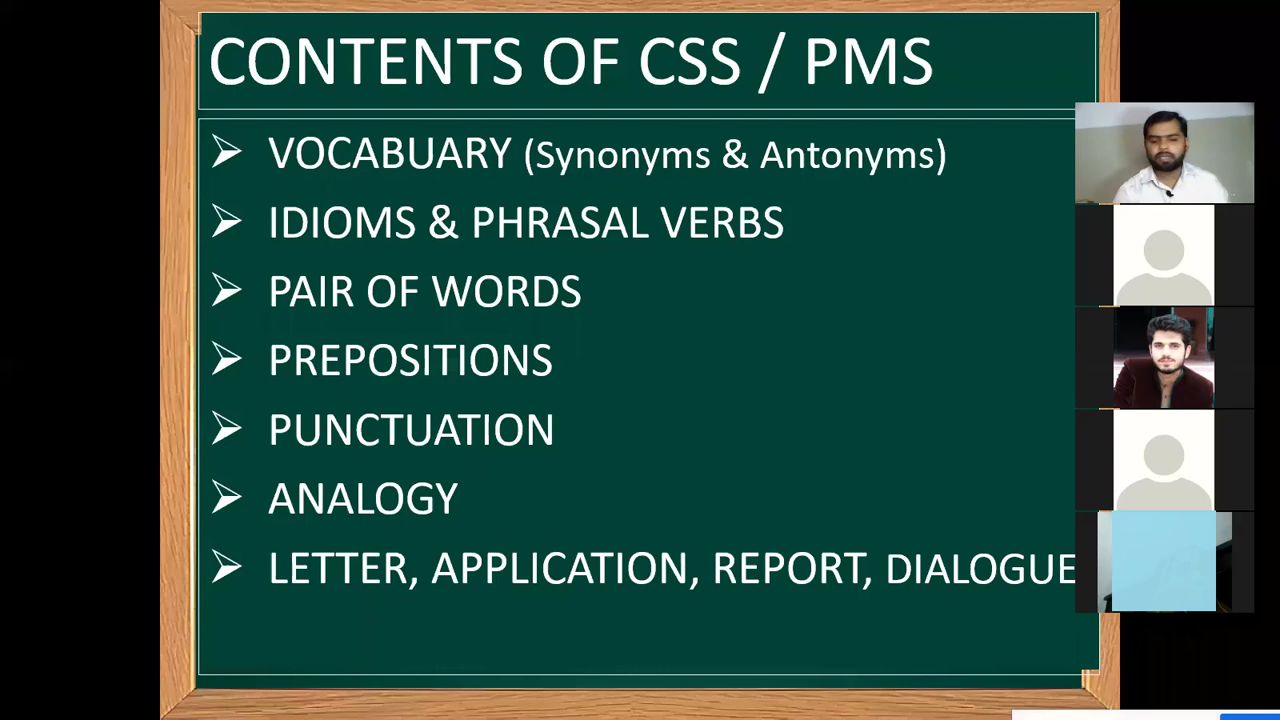 CONTENTS OF CSS / PMS
VOCABUARY (Synonyms & Antonyms)
IDIOMS & PHRASAL VERBS
PAIR OF WORDS
PREPOSITIONS
PUNCTUATION
ANALOGY
LETTER, APPLICATION, REPORT, DIALOGUE